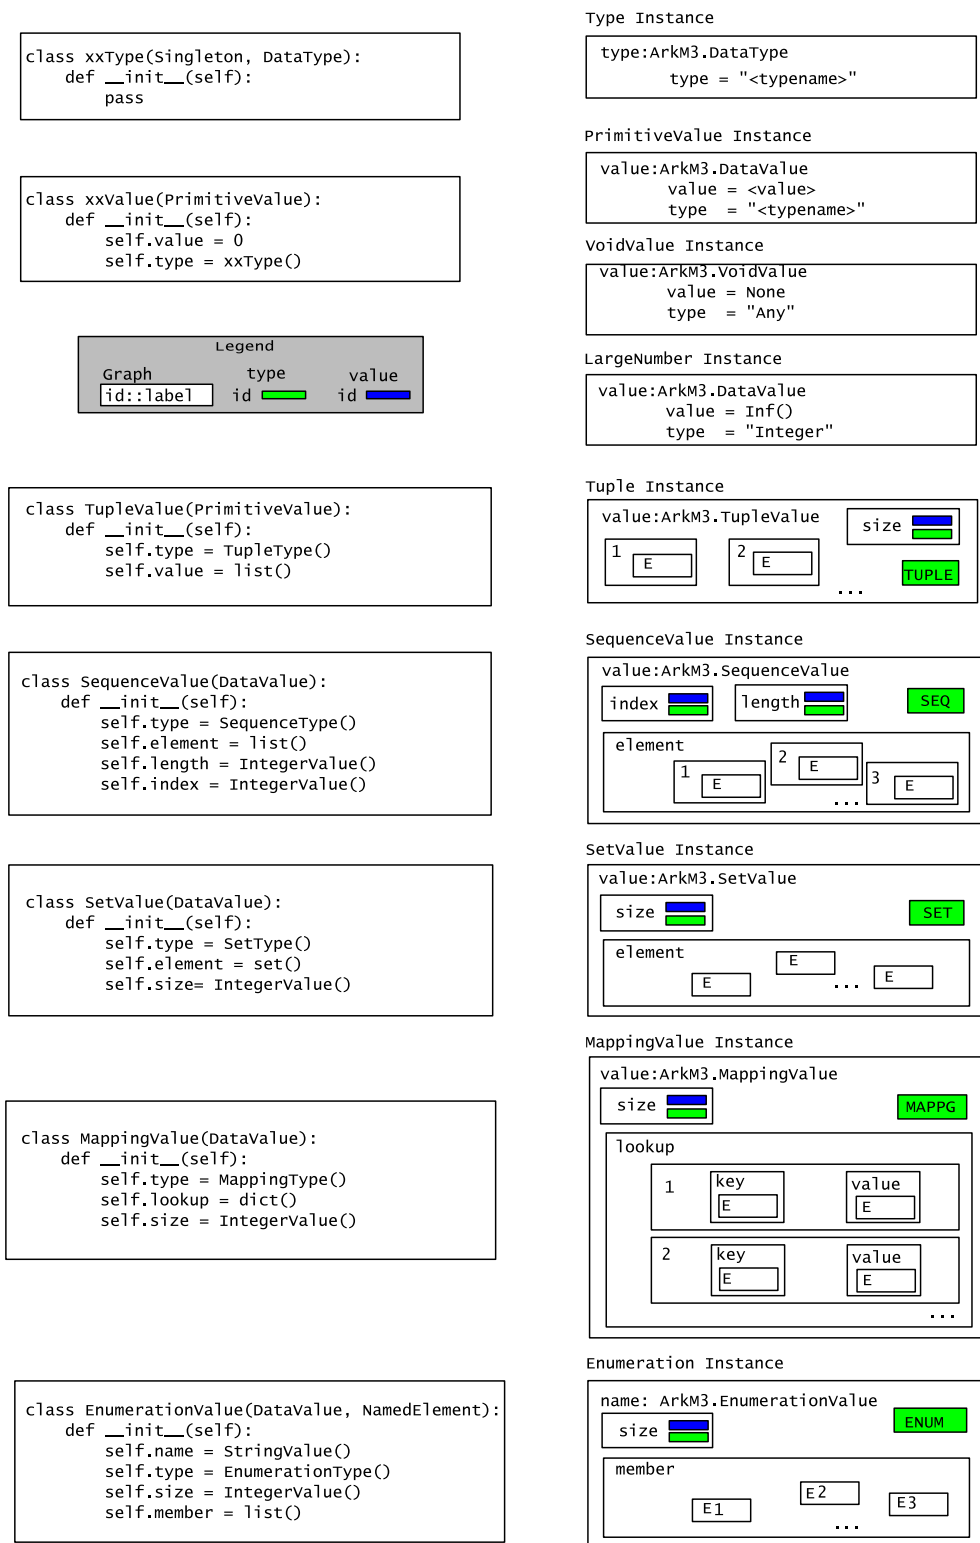 class xxType(Singleton, DataType):
    def __init__(self):
        pass
Type Instance
type:ArkM3.DataType
type = "<typename>"
class xxValue(PrimitiveValue):
    def __init__(self):
        self.value = 0
        self.type = xxType()
PrimitiveValue Instance
value:ArkM3.DataValue
value = <value>
type  = "<typename>"
VoidValue Instance
value:ArkM3.VoidValue
value = None
type  = "Any"
Legend
Graph type value
id::label id id
LargeNumber Instance
value:ArkM3.DataValue
value = Inf()
type  = "Integer"
class TupleValue(PrimitiveValue):
    def __init__(self):
        self.type = TupleType()
        self.value = list()
Tuple Instance
value:ArkM3.TupleValue size
1 E 2 E ... TUPLE
class SequenceValue(DataValue):
    def __init__(self):
        self.type = SequenceType()
        self.element = list()
        self.length = IntegerValue()
        self.index = IntegerValue()
SequenceValue Instance
value:ArkM3.SequenceValue
index length SEQ
element
1 E 2 E ... 3 E
class SetValue(DataValue):
    def __init__(self):
        self.type = SetType()
        self.element = set()
        self.size= IntegerValue()
SetValue Instance
value:ArkM3.SetValue
size SET
element
E E ... E
class MappingValue(DataValue):
    def __init__(self):
        self.type = MappingType()
        self.lookup = dict()
        self.size = IntegerValue()
MappingValue Instance
value:ArkM3.MappingValue
size MAPPG
lookup
1 key value
E E
2 key value
E E
...
class EnumerationValue(DataValue, NamedElement):
    def __init__(self):
        self.name = StringValue()
        self.type = EnumerationType()
        self.size = IntegerValue()
        self.member = list()
Enumeration Instance
name: ArkM3.EnumerationValue
size ENUM
member
E1 E2 ... E3